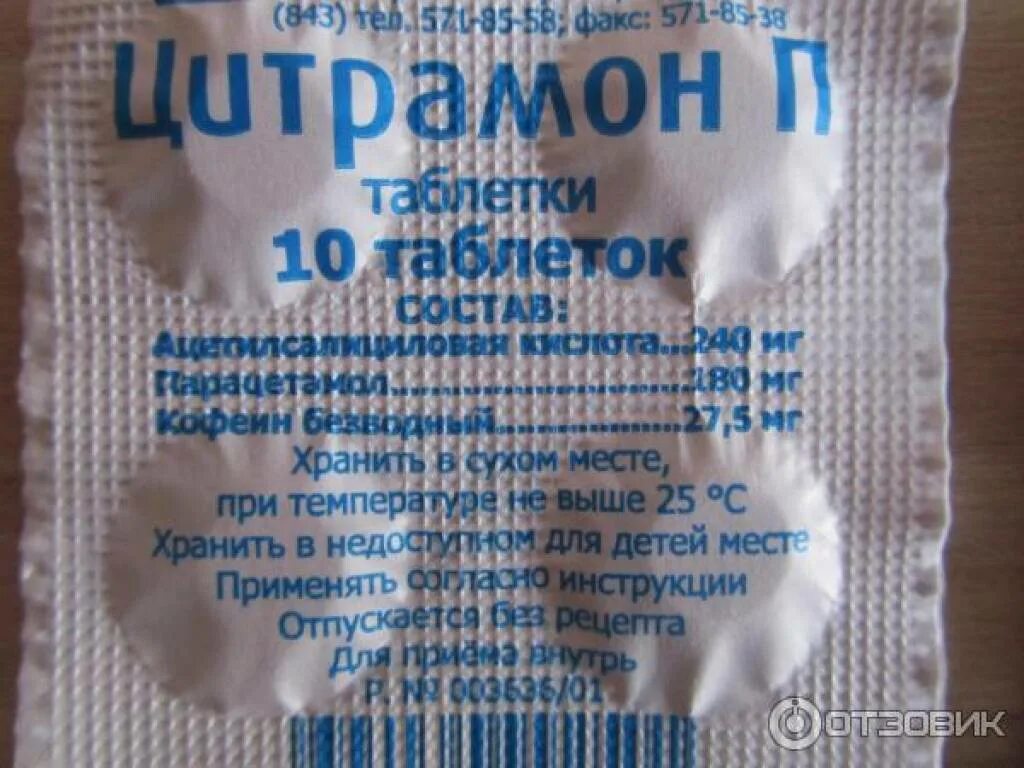 (843) тел. 571-85-58; факс: 571-85-38
Цитрамон П
таблетки
10 таблеток
СОСТАВ:
Ацетилсалициловая кислота...240 мг
Парацетамол..............................180 мг
Кофеин безводный...................27,5 мг
Хранить в сухом месте,
при температуре не выше 25 °С
Хранить в недоступном для детей месте
Применять согласно инструкции
Отпускается без рецепта
Для приёма внутрь
Р. № 003636/01
ОТЗОВИК